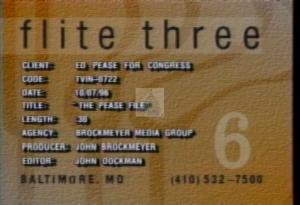 flite three
CLIENT: ED PEASE FOR CONGRESS
CODE: TVIN-0722
DATE: 10/07/96
TITLE: "THE PEASE FILE"
LENGTH: :30
AGENCY: BROCKMEYER MEDIA GROUP
PRODUCER: JOHN BROCKMEYER
EDITOR: JOHN DOCKMAN
6
BALTIMORE, MD (410) 532-7500